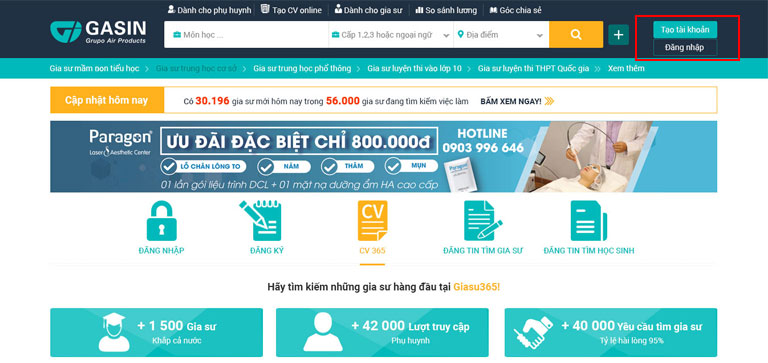 Dành cho phụ huynh Tạo CV online Dành cho gia sư So sánh lương Góc chia sẻ
GASIN
Grupo Air Products
Môn học ...
Cấp 1,2,3 hoặc ngoại ngữ
Địa điểm
Tạo tài khoản
Đăng nhập
Gia sư mầm non tiểu học Gia sư trung học cơ sở Gia sư trung học phổ thông Gia sư luyện thi vào lớp 10 Gia sư luyện thi THPT Quốc gia Xem thêm
Cập nhật hôm nay
Có 30.196 gia sư mới hôm nay trong 56.000 gia sư đang tìm kiếm việc làm BẤM XEM NGAY!
Paragon
Laser & Aesthetic Center
ƯU ĐÃI ĐẶC BIỆT CHỈ 800.000đ
LỖ CHÂN LÔNG TO NÁM THÂM MỤN
01 lần gói liệu trình DCL + 01 mặt nạ dưỡng ẩm HA cao cấp
HOTLINE
0903 996 646
Paragon
ĐĂNG NHẬP
ĐĂNG KÝ
CV
CV 365
ĐĂNG TIN TÌM GIA SƯ
ĐĂNG TIN TÌM HỌC SINH
Hãy tìm kiếm những gia sư hàng đầu tại Giasu365!
+ 1 500 Gia sư
Khắp cả nước
+ 42 000 Lượt truy cập
Phụ huynh
+ 40 000 Yêu cầu tìm gia sư
Tỷ lệ hài lòng 95%